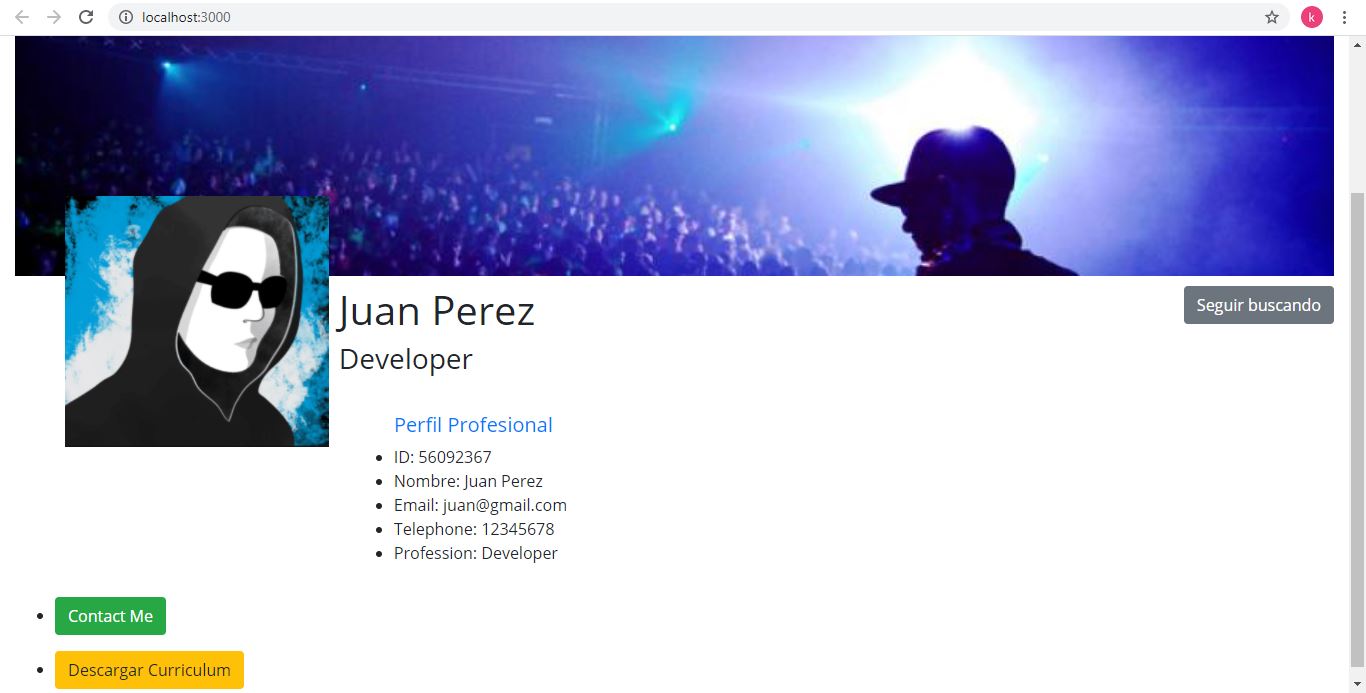 localhost:3000
k
Juan Perez
Seguir buscando
Developer
Perfil Profesional
ID: 56092367
Nombre: Juan Perez
Email: juan@gmail.com
Telephone: 12345678
Profession: Developer
Contact Me
Descargar Curriculum